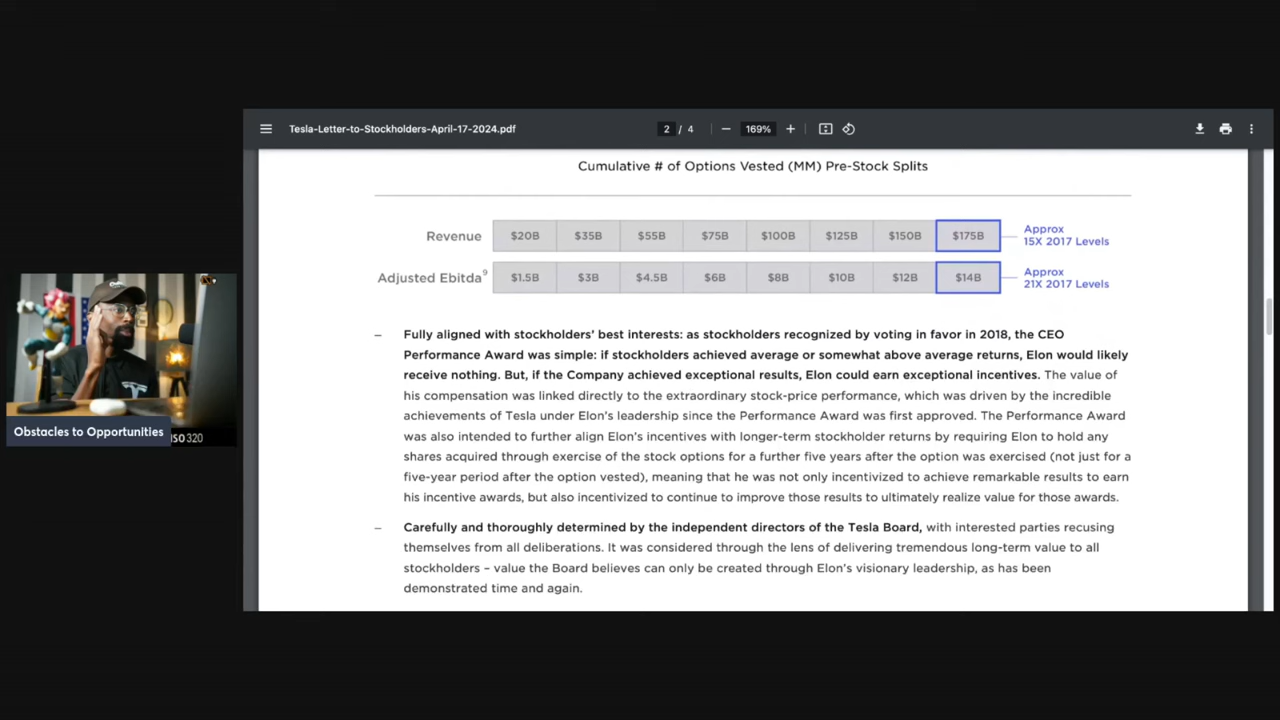 Tesla-Letter-to-Stockholders-April-17-2024.pdf
2 / 4
169%
Cumulative # of Options Vested (MM) Pre-Stock Splits
Revenue $20B $35B $55B $75B $100B $125B $150B $175B
Approx
15X 2017 Levels
Adjusted Ebitda9 $1.5B $3B $4.5B $6B $8B $10B $12B $14B
Approx
21X 2017 Levels
– Fully aligned with stockholders’ best interests: as stockholders recognized by voting in favor in 2018, the CEO
Performance Award was simple: if stockholders achieved average or somewhat above average returns, Elon would likely
receive nothing. But, if the Company achieved exceptional results, Elon could earn exceptional incentives. The value of
his compensation was linked directly to the extraordinary stock-price performance, which was driven by the incredible
achievements of Tesla under Elon’s leadership since the Performance Award was first approved. The Performance Award
was also intended to further align Elon’s incentives with longer-term stockholder returns by requiring Elon to hold any
shares acquired through exercise of the stock options for a further five years after the option was exercised (not just for a
five-year period after the option vested), meaning that he was not only incentivized to achieve remarkable results to earn
his incentive awards, but also incentivized to continue to improve those results to ultimately realize value for those awards.
– Carefully and thoroughly determined by the independent directors of the Tesla Board, with interested parties recusing
themselves from all deliberations. It was considered through the lens of delivering tremendous long-term value to all
stockholders – value the Board believes can only be created through Elon’s visionary leadership, as has been
demonstrated time and again.
Obstacles to Opportunities
ISO 320